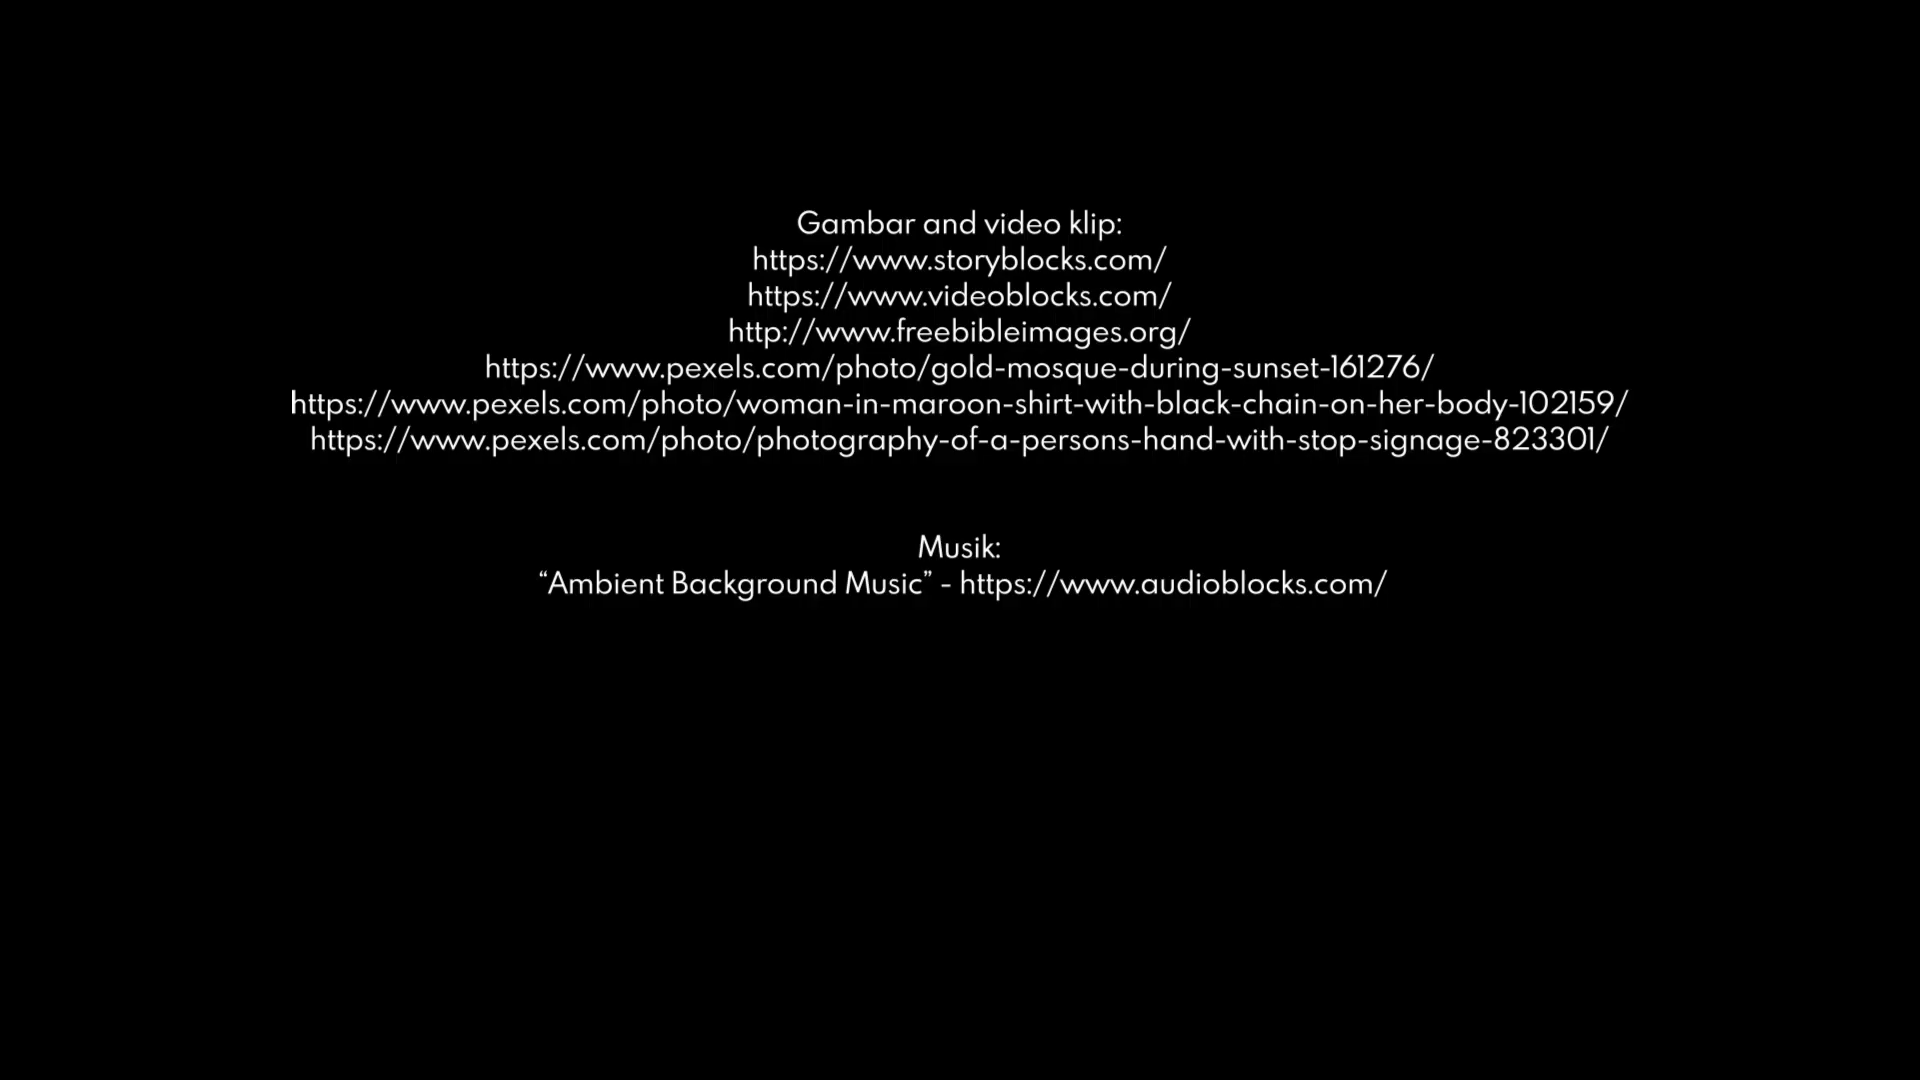 Gambar and video klip:
https://www.storyblocks.com/
https://www.videoblocks.com/
http://www.freebibleimages.org/
https://www.pexels.com/photo/gold-mosque-during-sunset-161276/
https://www.pexels.com/photo/woman-in-maroon-shirt-with-black-chain-on-her-body-102159/
https://www.pexels.com/photo/photography-of-a-persons-hand-with-stop-signage-823301/
Musik:
“Ambient Background Music” - https://www.audioblocks.com/